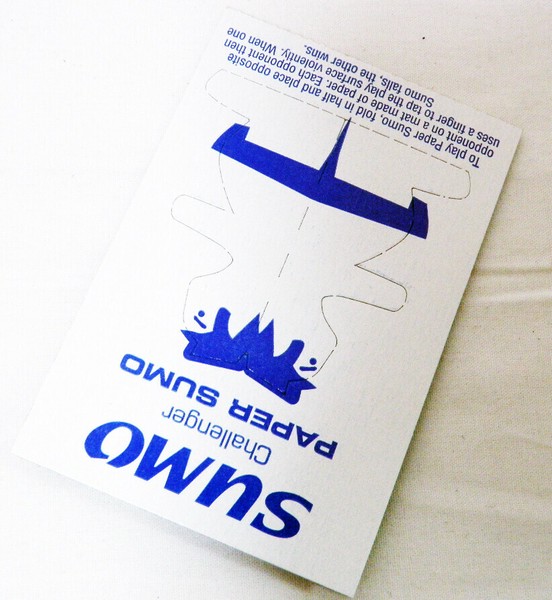 SUMO
Challenger
PAPER SUMO
To play Paper Sumo, fold in half and place opposite
opponent on a mat made of paper. Each opponent then
uses a finger to tap the play surface violently. When one
Sumo falls, the other wins.